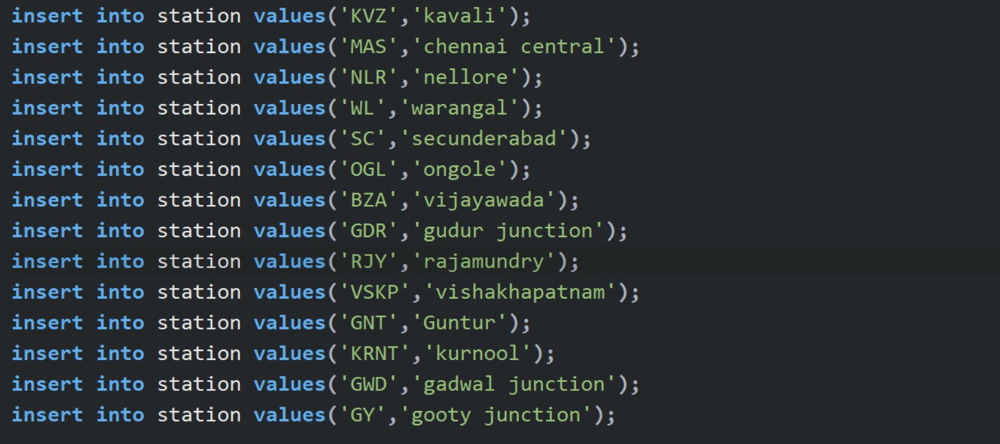 insert into station values('KVZ','kavali');
insert into station values('MAS','chennai central');
insert into station values('NLR','nellore');
insert into station values('WL','warangal');
insert into station values('SC','secunderabad');
insert into station values('OGL','ongole');
insert into station values('BZA','vijayawada');
insert into station values('GDR','gudur junction');
insert into station values('RJY','rajamundry');
insert into station values('VSKP','vishakhapatnam');
insert into station values('GNT','Guntur');
insert into station values('KRNT','kurnool');
insert into station values('GWD','gadwal junction');
insert into station values('GY','gooty junction');